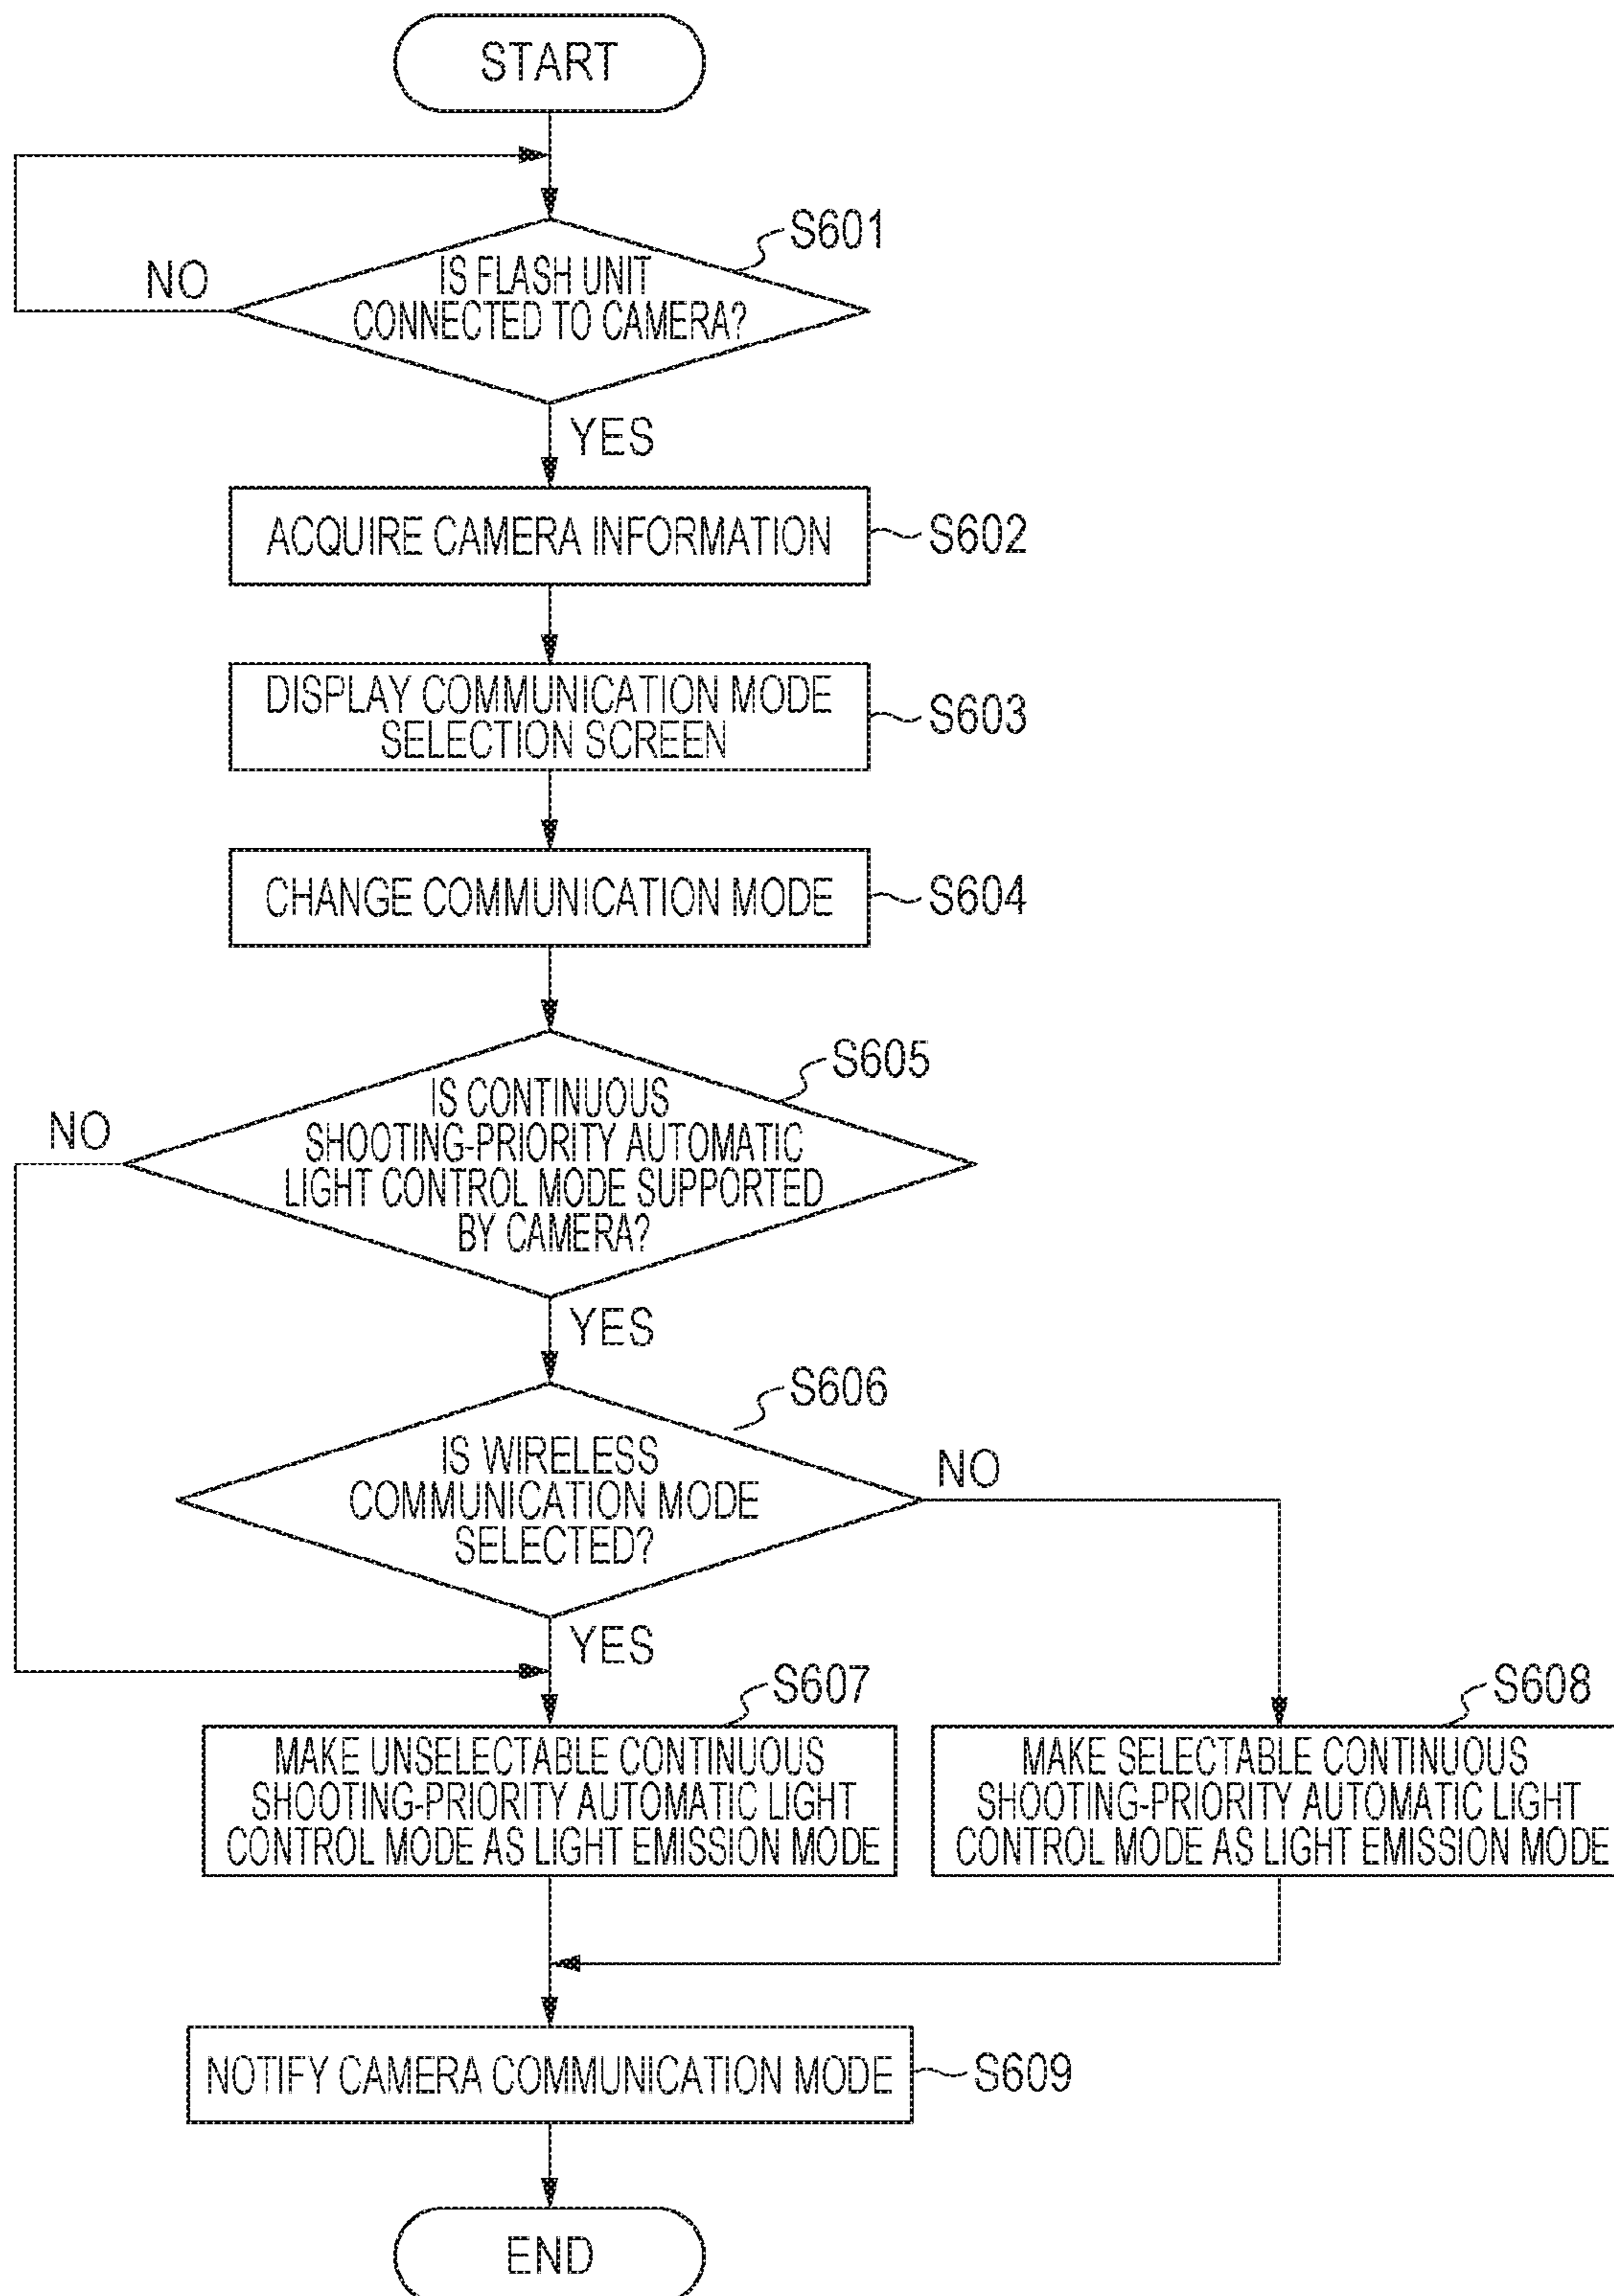 START
S601
NO
IS FLASH UNIT
CONNECTED TO CAMERA?
YES
ACQUIRE CAMERA INFORMATION
S602
DISPLAY COMMUNICATION MODE
SELECTION SCREEN
S603
CHANGE COMMUNICATION MODE
S604
S605
NO
IS CONTINUOUS
SHOOTING-PRIORITY AUTOMATIC
LIGHT CONTROL MODE SUPPORTED
BY CAMERA?
YES
S606
IS WIRELESS
COMMUNICATION MODE
SELECTED?
NO
YES
S607
MAKE UNSELECTABLE CONTINUOUS
SHOOTING-PRIORITY AUTOMATIC LIGHT
CONTROL MODE AS LIGHT EMISSION MODE
S608
MAKE SELECTABLE CONTINUOUS
SHOOTING-PRIORITY AUTOMATIC LIGHT
CONTROL MODE AS LIGHT EMISSION MODE
NOTIFY CAMERA COMMUNICATION MODE
S609
END